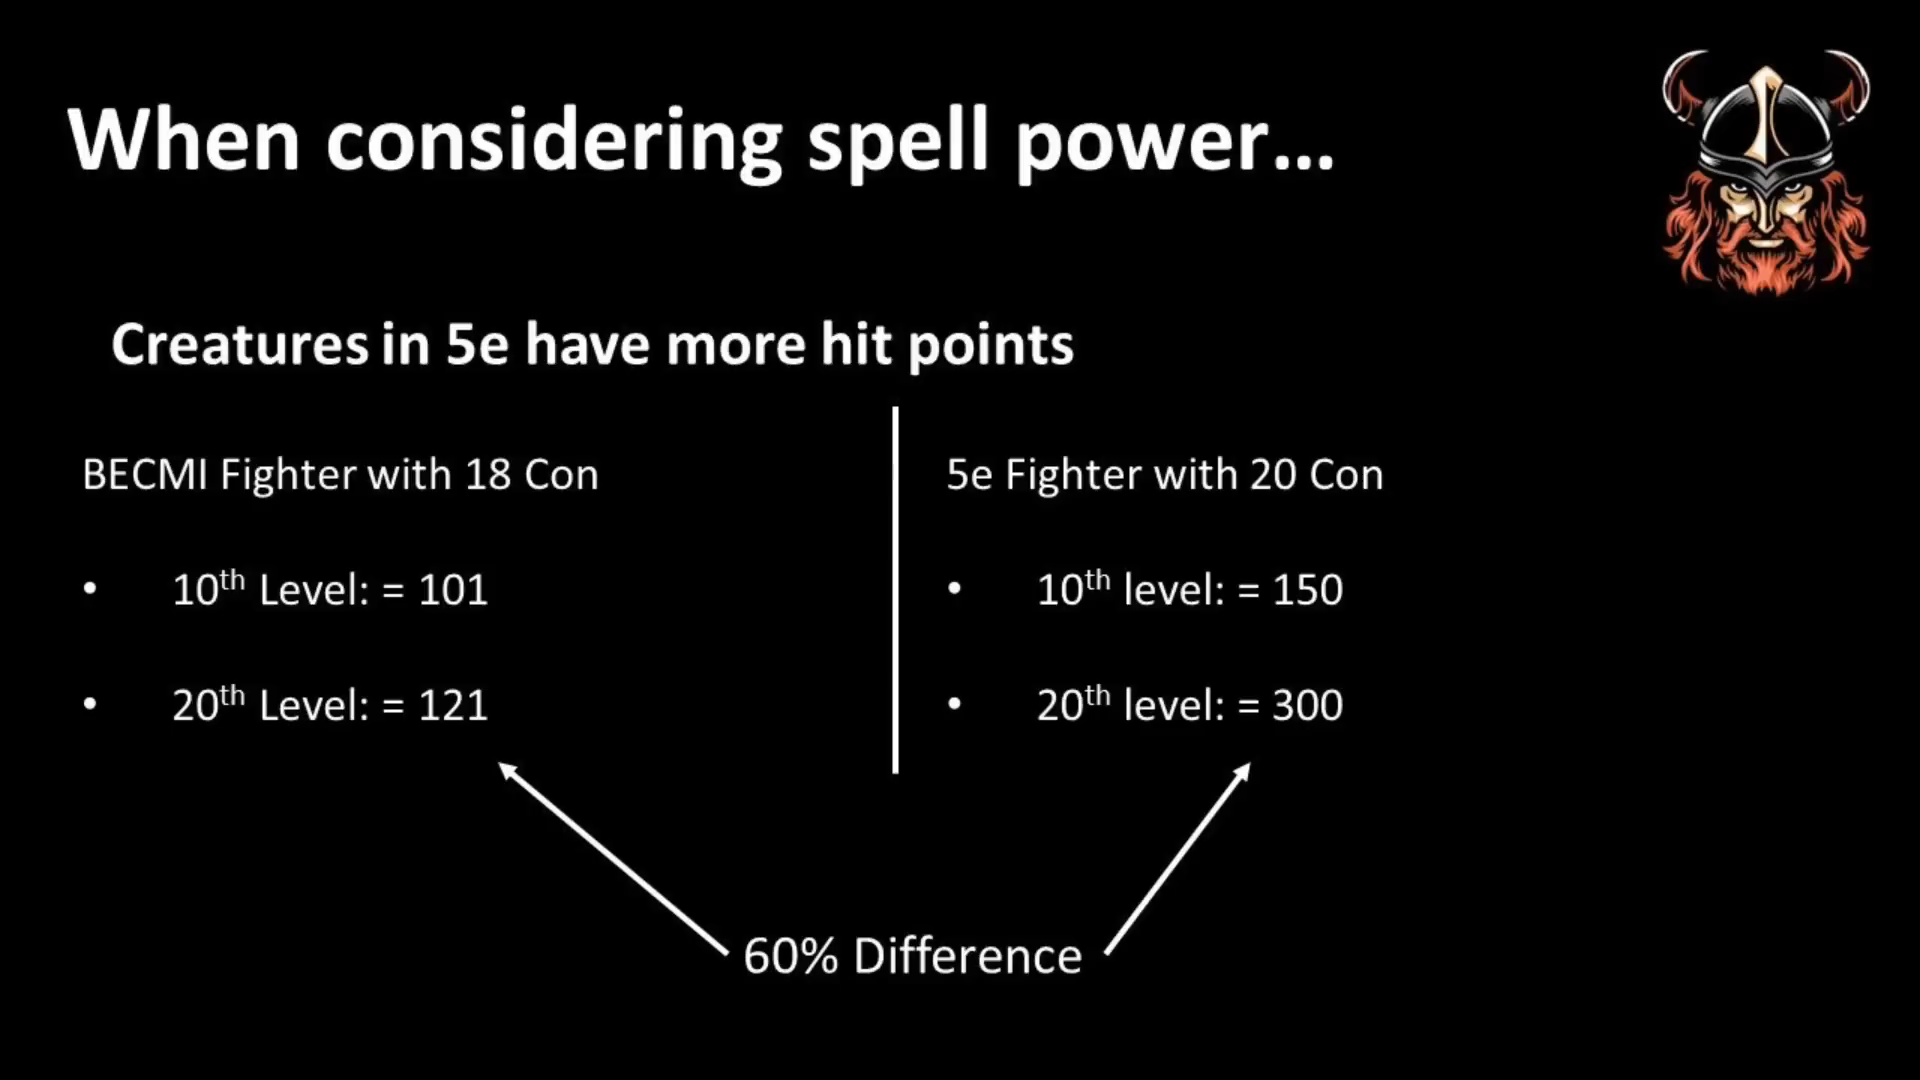 When considering spell power...
Creatures in 5e have more hit points
BECMI Fighter with 18 Con
• 10th Level: = 101
• 20th Level: = 121
5e Fighter with 20 Con
• 10th level: = 150
• 20th level: = 300
60% Difference